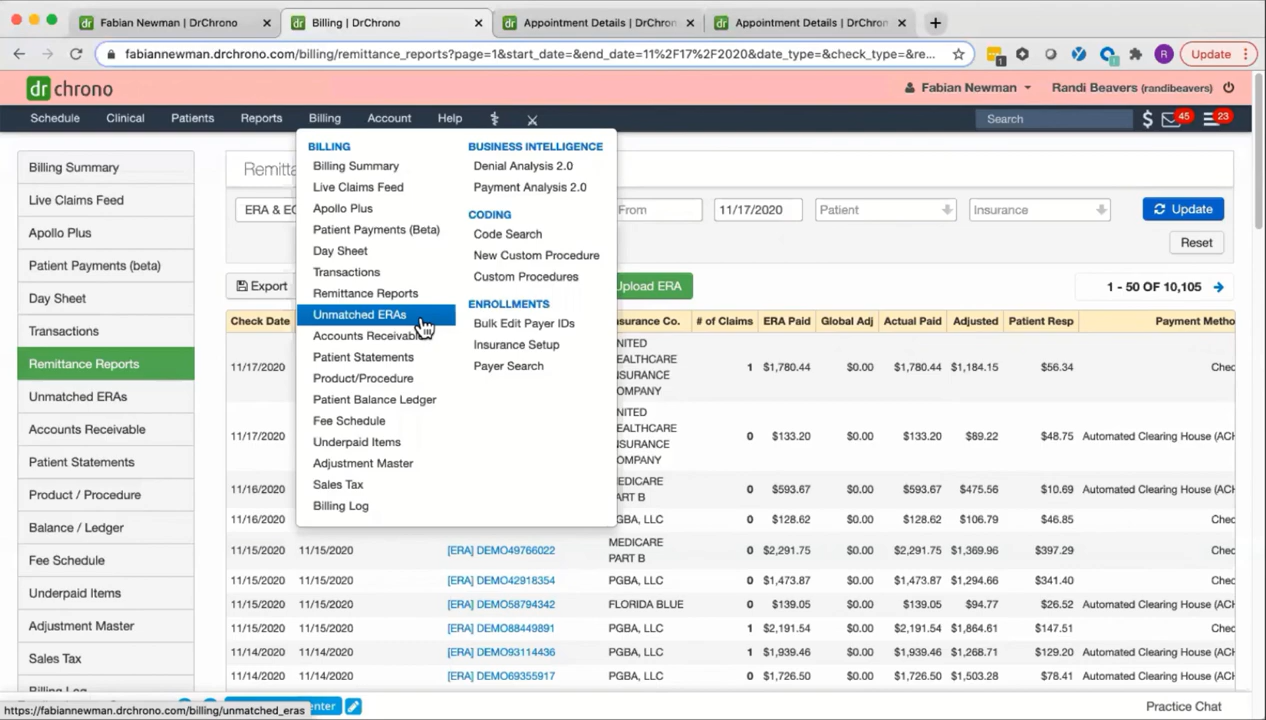 Fabian Newman | DrChrono
Billing | DrChrono
Appointment Details | DrChron
Appointment Details | DrChron
fabiannewman.drchrono.com/billing/remittance_reports?page=1&start_date=&end_date=11%2F17%2F2020&date_type=&check_type=&re...
1
1
R
Update
dr chrono
Fabian Newman
Randi Beavers (randibeavers)
Schedule
Clinical
Patients
Reports
Billing
Account
Help
Search
$
45
23
Billing Summary
Live Claims Feed
Apollo Plus
Patient Payments (beta)
Day Sheet
Transactions
Remittance Reports
Unmatched ERAs
Accounts Receivable
Patient Statements
Product / Procedure
Balance / Ledger
Fee Schedule
Underpaid Items
Adjustment Master
Sales Tax
BILLING
Billing Summary
Live Claims Feed
Apollo Plus
Patient Payments (Beta)
Day Sheet
Transactions
Remittance Reports
Unmatched ERAs
Accounts Receivabl
Patient Statements
Product/Procedure
Patient Balance Ledger
Fee Schedule
Underpaid Items
Adjustment Master
Sales Tax
Billing Log
BUSINESS INTELLIGENCE
Denial Analysis 2.0
Payment Analysis 2.0
CODING
Code Search
New Custom Procedure
Custom Procedures
ENROLLMENTS
Bulk Edit Payer IDs
Insurance Setup
Payer Search
Remitta
ERA & EO
From
11/17/2020
Patient
Insurance
Update
Reset
Export
Upload ERA
1 - 50 OF 10,105
Check Date
nsurance Co.
# of Claims
ERA Paid
Global Adj
Actual Paid
Adjusted
Patient Resp
Payment Metho
11/17/2020
NITED
EALTHCARE
NSURANCE
OMPANY
1 $1,780.44 $0.00 $1,780.44 $1,184.15 $56.34 Chec
11/17/2020
NITED
EALTHCARE
NSURANCE
OMPANY
0 $133.20 $0.00 $133.20 $89.22 $48.75 Automated Clearing House (ACH
11/16/2020
EDICARE
ART B
0 $593.67 $0.00 $593.67 $475.56 $10.69 Automated Clearing House (ACH
11/16/2020 GBA, LLC 0 $128.62 $0.00 $128.62 $106.79 $46.85 Chec
11/15/2020 11/15/2020 [ERA] DEMO49766022
MEDICARE
PART B
0 $2,291.75 $0.00 $2,291.75 $1,369.96 $397.29 Chec
11/15/2020 11/15/2020 [ERA] DEMO42918354 PGBA, LLC 0 $1,473.87 $0.00 $1,473.87 $1,294.66 $341.40 Automated Clearing House (ACH
11/15/2020 11/15/2020 [ERA] DEMO58794342 FLORIDA BLUE 0 $139.05 $0.00 $139.05 $94.77 $26.52 Automated Clearing House (ACH
11/15/2020 11/15/2020 [ERA] DEMO88449891 PGBA, LLC 1 $2,191.54 $0.00 $2,191.54 $1,864.61 $147.51 Chec
11/14/2020 11/14/2020 [ERA] DEMO93114436 PGBA, LLC 1 $1,939.46 $0.00 $1,939.46 $1,268.71 $129.20 Automated Clearing House (ACH
11/14/2020 11/14/2020 [ERA] DEMO69355917 PGBA, LLC 0 $1,726.50 $0.00 $1,726.50 $1,503.28 $78.41 Automated Clearing House (ACH
Billing Log
enter
https://fabiannewman.drchrono.com/billing/unmatched_eras
Practice Chat